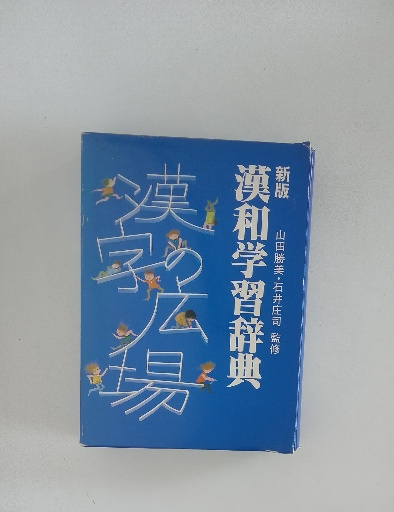 新版
漢和学習辞典
山田勝美・石井庄司 監修
漢字の広場